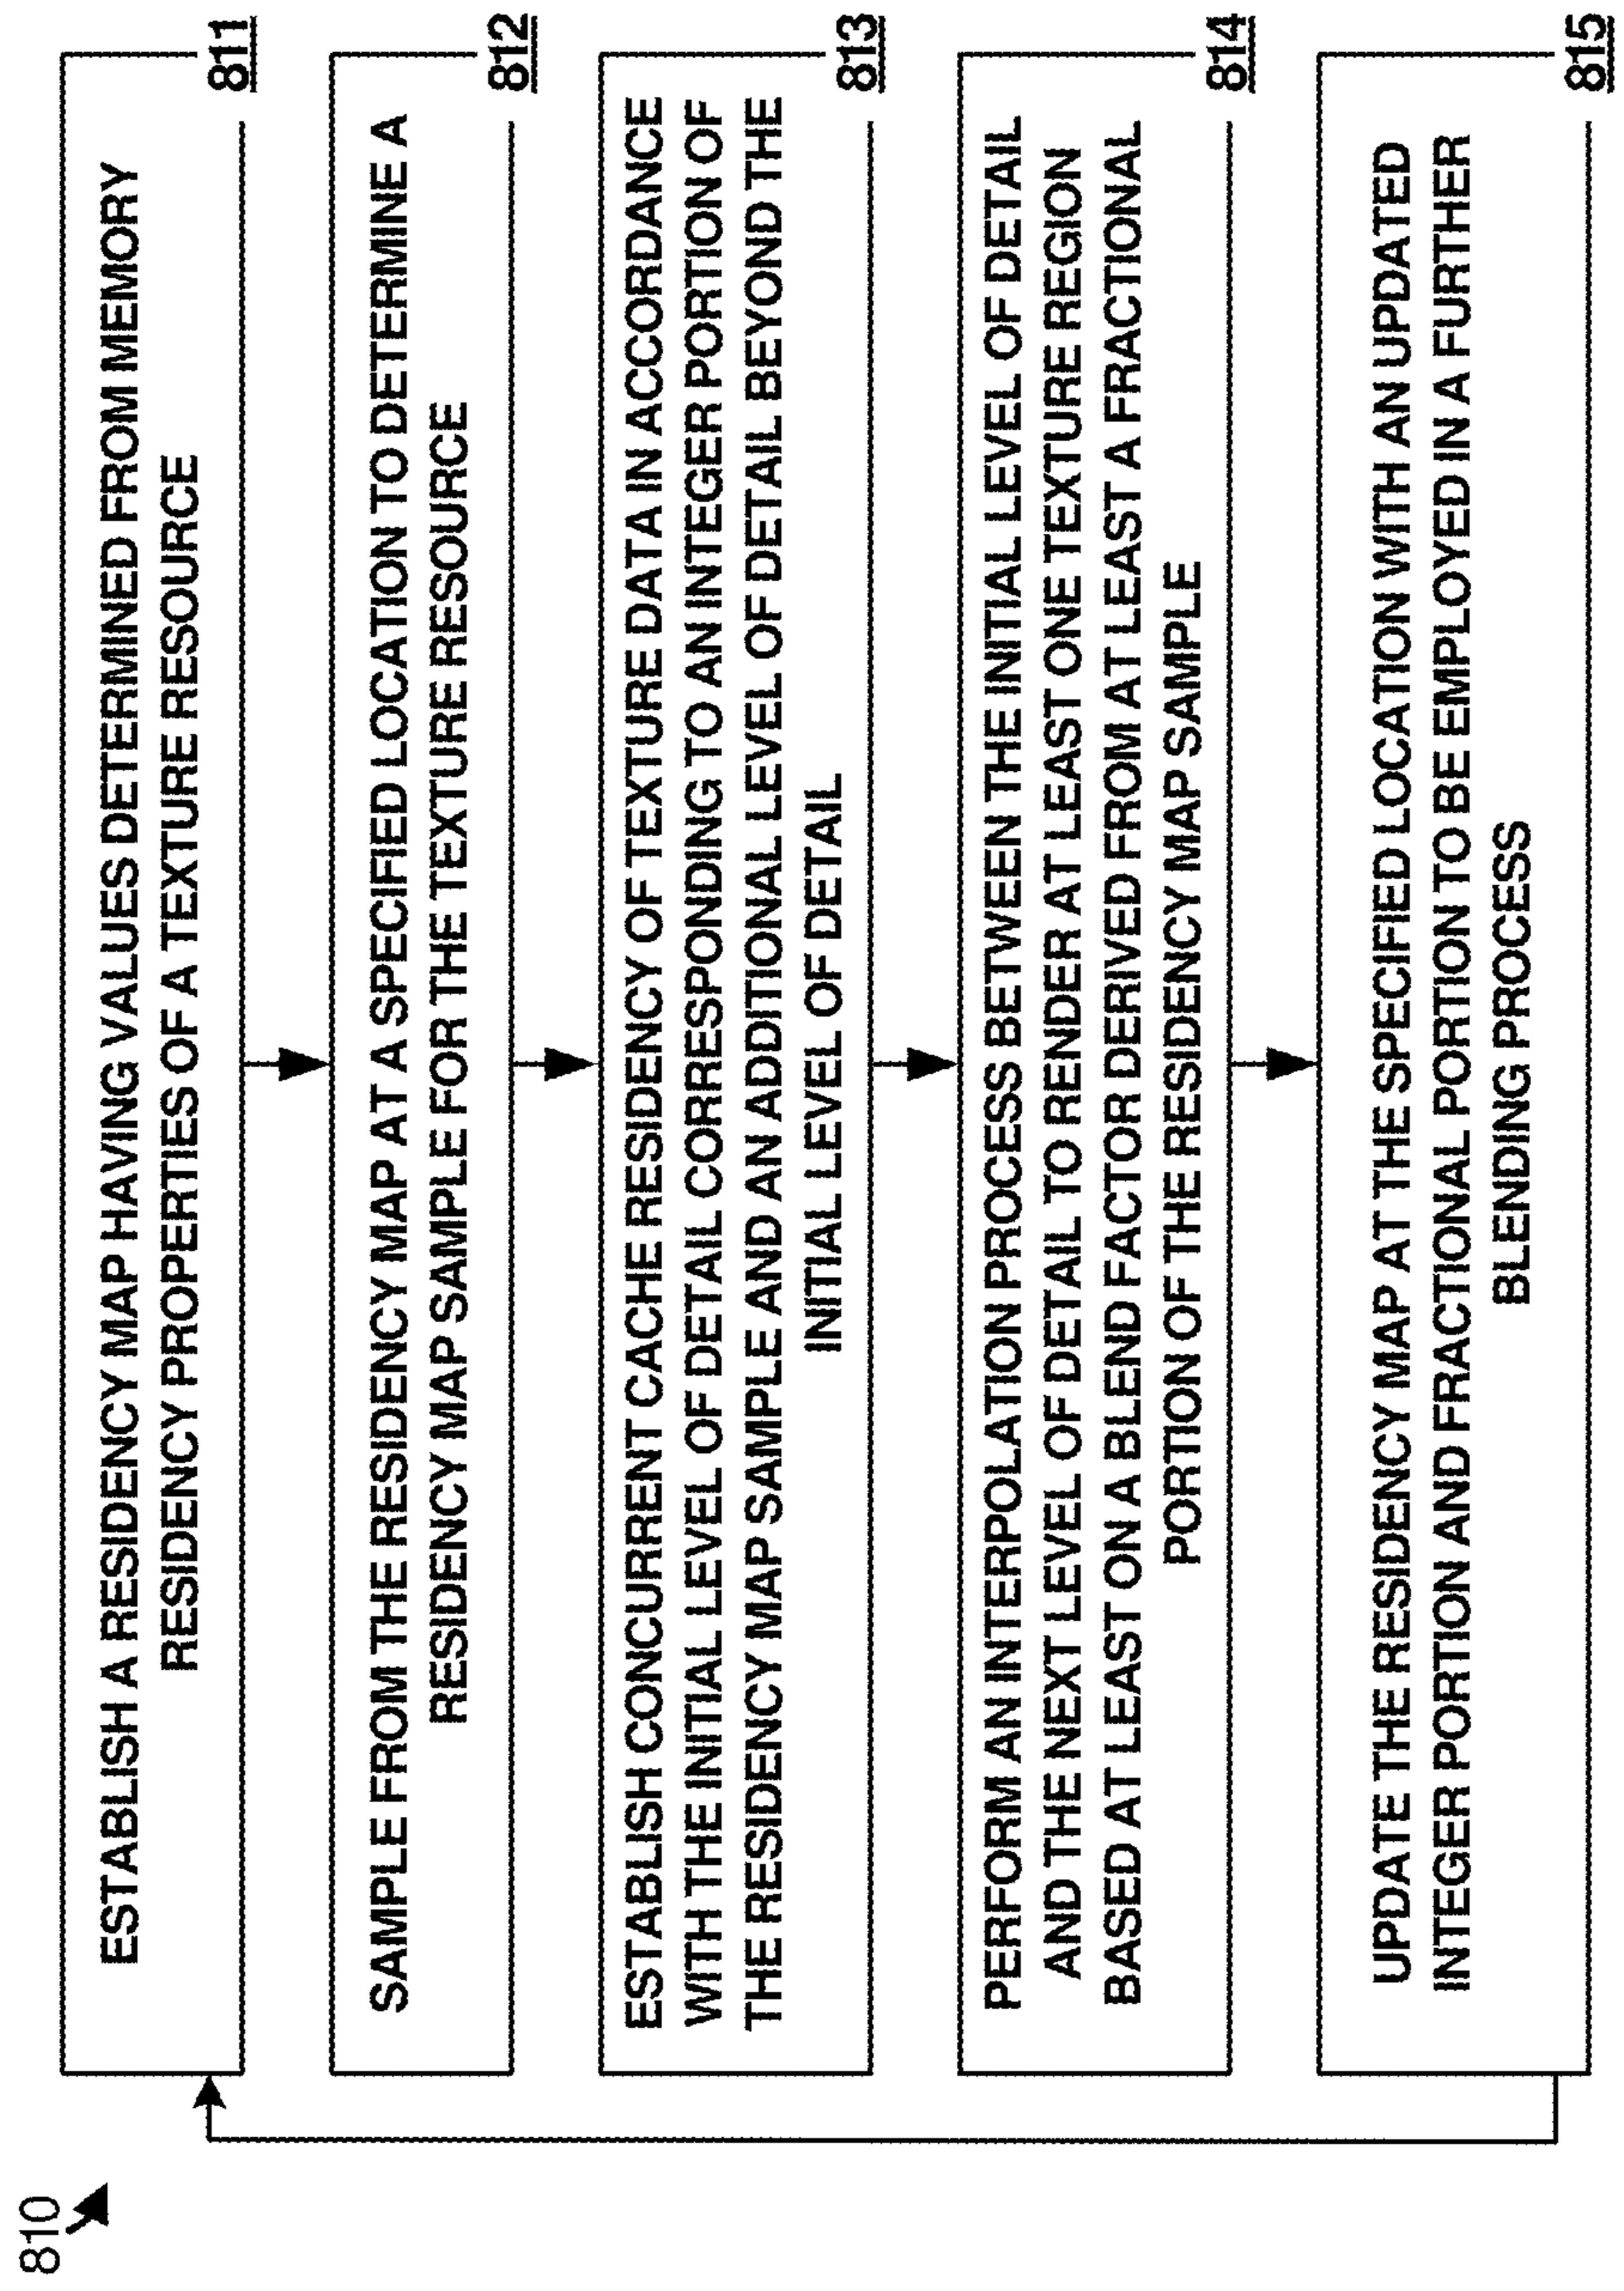 810
ESTABLISH A RESIDENCY MAP HAVING VALUES DETERMINED FROM MEMORY
RESIDENCY PROPERTIES OF A TEXTURE RESOURCE
811
SAMPLE FROM THE RESIDENCY MAP AT A SPECIFIED LOCATION TO DETERMINE A
RESIDENCY MAP SAMPLE FOR THE TEXTURE RESOURCE
812
ESTABLISH CONCURRENT CACHE RESIDENCY OF TEXTURE DATA IN ACCORDANCE
WITH THE INITIAL LEVEL OF DETAIL CORRESPONDING TO AN INTEGER PORTION OF
THE RESIDENCY MAP SAMPLE AND AN ADDITIONAL LEVEL OF DETAIL BEYOND THE
INITIAL LEVEL OF DETAIL
813
PERFORM AN INTERPOLATION PROCESS BETWEEN THE INITIAL LEVEL OF DETAIL
AND THE NEXT LEVEL OF DETAIL TO RENDER AT LEAST ONE TEXTURE REGION
BASED AT LEAST ON A BLEND FACTOR DERIVED FROM AT LEAST A FRACTIONAL
PORTION OF THE RESIDENCY MAP SAMPLE
814
UPDATE THE RESIDENCY MAP AT THE SPECIFIED LOCATION WITH AN UPDATED
INTEGER PORTION AND FRACTIONAL PORTION TO BE EMPLOYED IN A FURTHER
BLENDING PROCESS
815